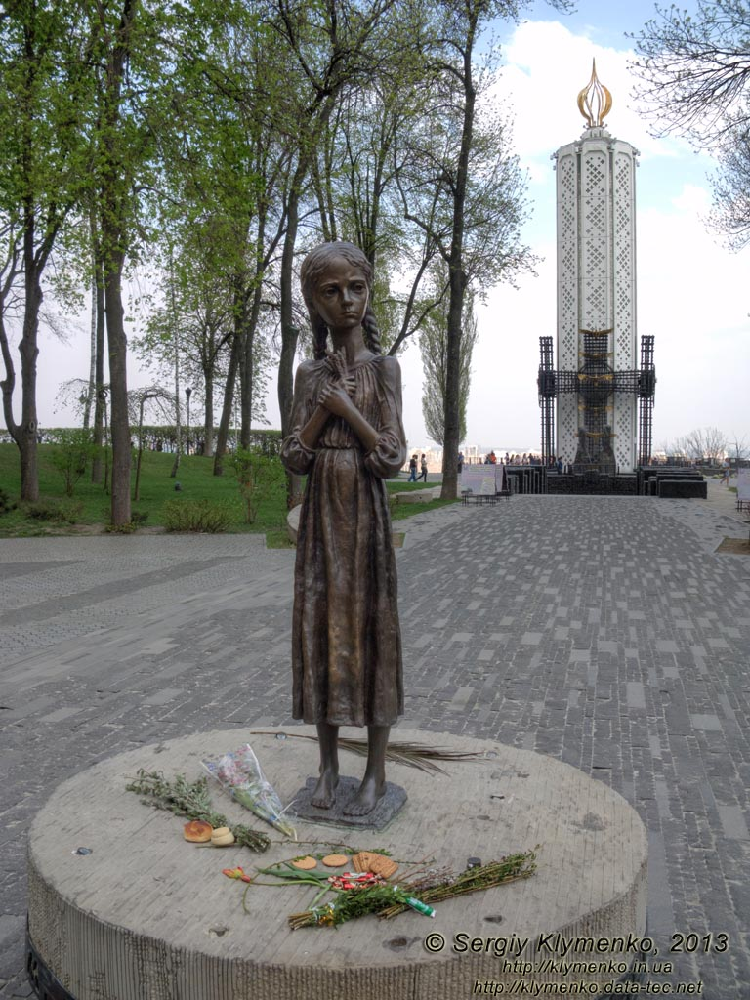 © Sergiy Klymenko, 2013
http://klymenko.in.ua
http://klymenko.data-tec.net